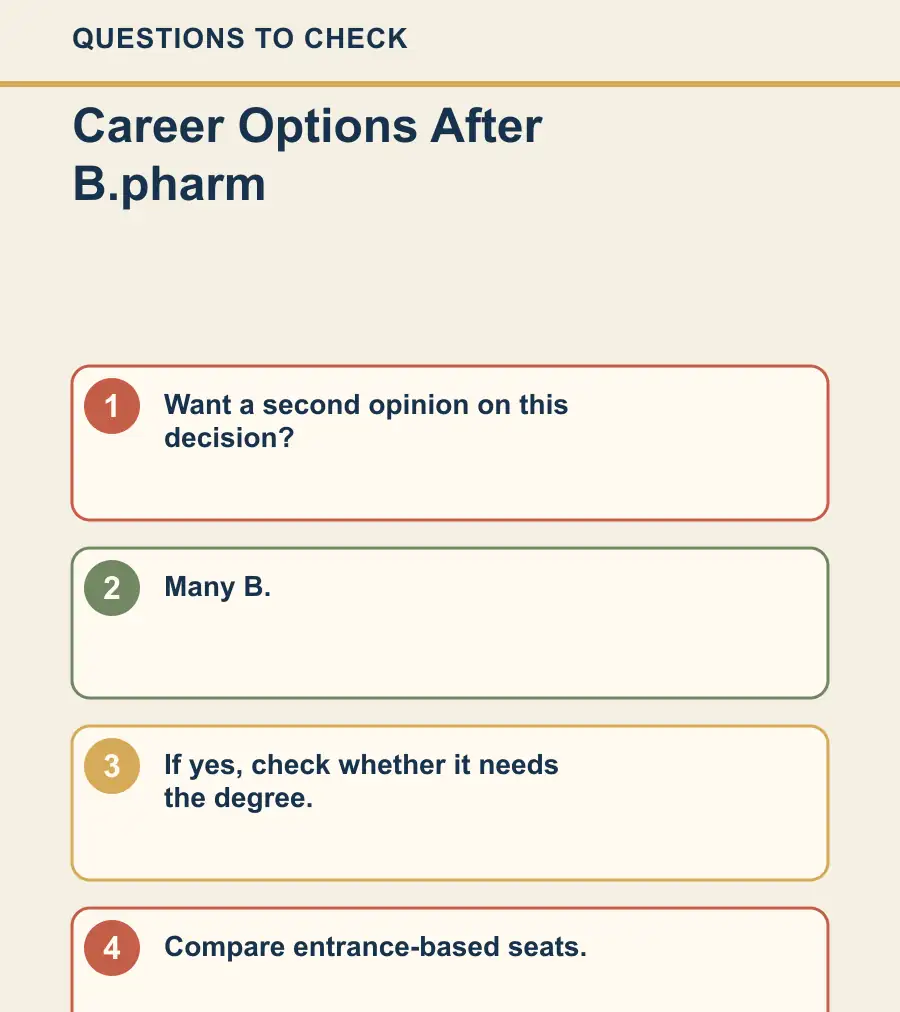 QUESTIONS TO CHECK
Career Options After
B.pharm
1
Want a second opinion on this
decision?
2
Many B.
3
If yes, check whether it needs
the degree.
4
Compare entrance-based seats.